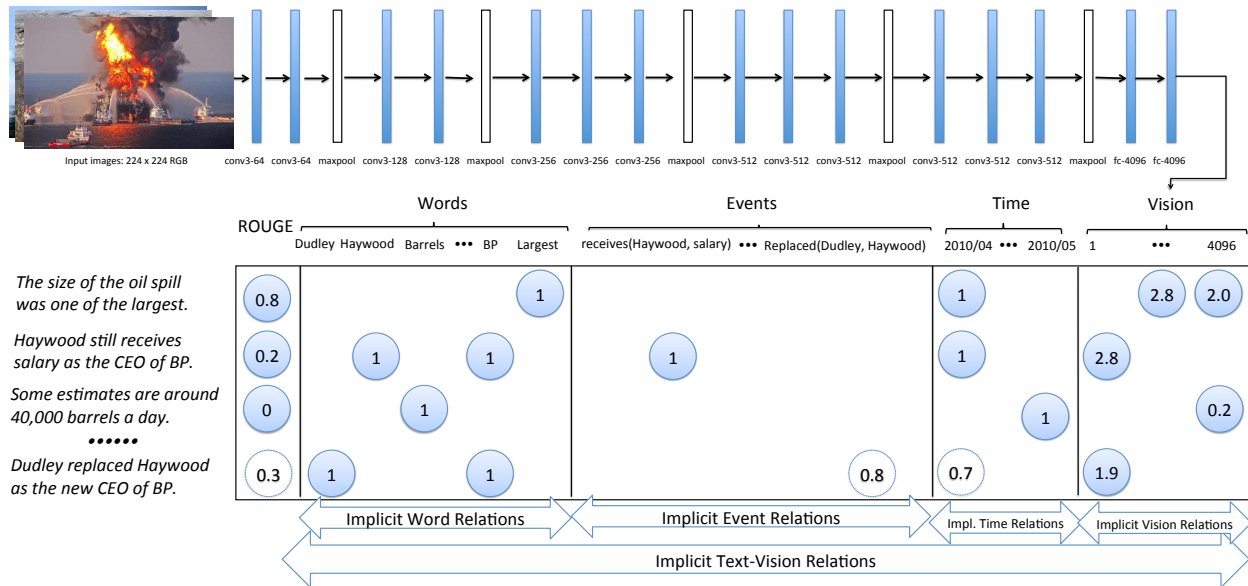 Input images: 224 x 224 RGB
conv3-64 conv3-64 maxpool conv3-128 conv3-128 maxpool conv3-256 conv3-256 conv3-256 maxpool conv3-512 conv3-512 conv3-512 maxpool conv3-512 conv3-512 conv3-512 maxpool fc-4096 fc-4096
Words Events Time Vision
ROUGE
Dudley Haywood Barrels ••• BP Largest receives(Haywood, salary) ••• Replaced(Dudley, Haywood) 2010/04 ••• 2010/05 1 ••• 4096
The size of the oil spill
was one of the largest.
0.8 1 1 2.8 2.0
Haywood still receives
salary as the CEO of BP.
0.2 1 1 1 1 2.8
Some estimates are around
40,000 barrels a day.
0 1 1 0.2
••••••
Dudley replaced Haywood
as the new CEO of BP.
0.3 1 1 0.8 0.7 1.9
Implicit Word Relations Implicit Event Relations Impl. Time Relations Implicit Vision Relations
Implicit Text-Vision Relations